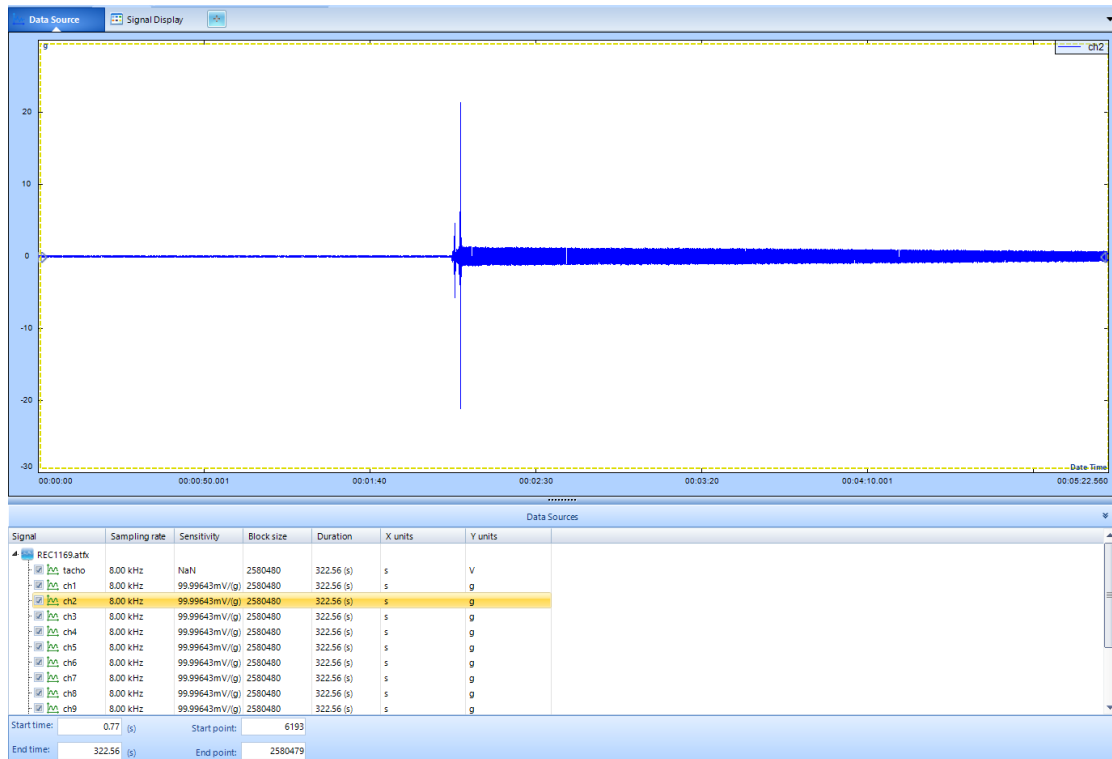 Data Source Signal Display
g ch2
20
10
0
-10
-20
-30
Date Time
00:00:00 00:00:50.001 00:01:40 00:02:30 00:03:20 00:04:10.001 00:05:22.560
Data Sources
Signal Sampling rate Sensitivity Block size Duration X units Y units
REC1169.atfx
tacho 8.00 kHz NaN 2580480 322.56 (s) s V
ch1 8.00 kHz 99.99643mV/(g) 2580480 322.56 (s) s g
ch2 8.00 kHz 99.99643mV/(g) 2580480 322.56 (s) s g
ch3 8.00 kHz 99.99643mV/(g) 2580480 322.56 (s) s g
ch4 8.00 kHz 99.99643mV/(g) 2580480 322.56 (s) s g
ch5 8.00 kHz 99.99643mV/(g) 2580480 322.56 (s) s g
ch6 8.00 kHz 99.99643mV/(g) 2580480 322.56 (s) s g
ch7 8.00 kHz 99.99643mV/(g) 2580480 322.56 (s) s g
ch8 8.00 kHz 99.99643mV/(g) 2580480 322.56 (s) s g
ch9 8.00 kHz 99.99643mV/(g) 2580480 322.56 (s) s g
Start time: 0.77 (s) Start point: 6193
End time: 322.56 (s) End point: 2580479